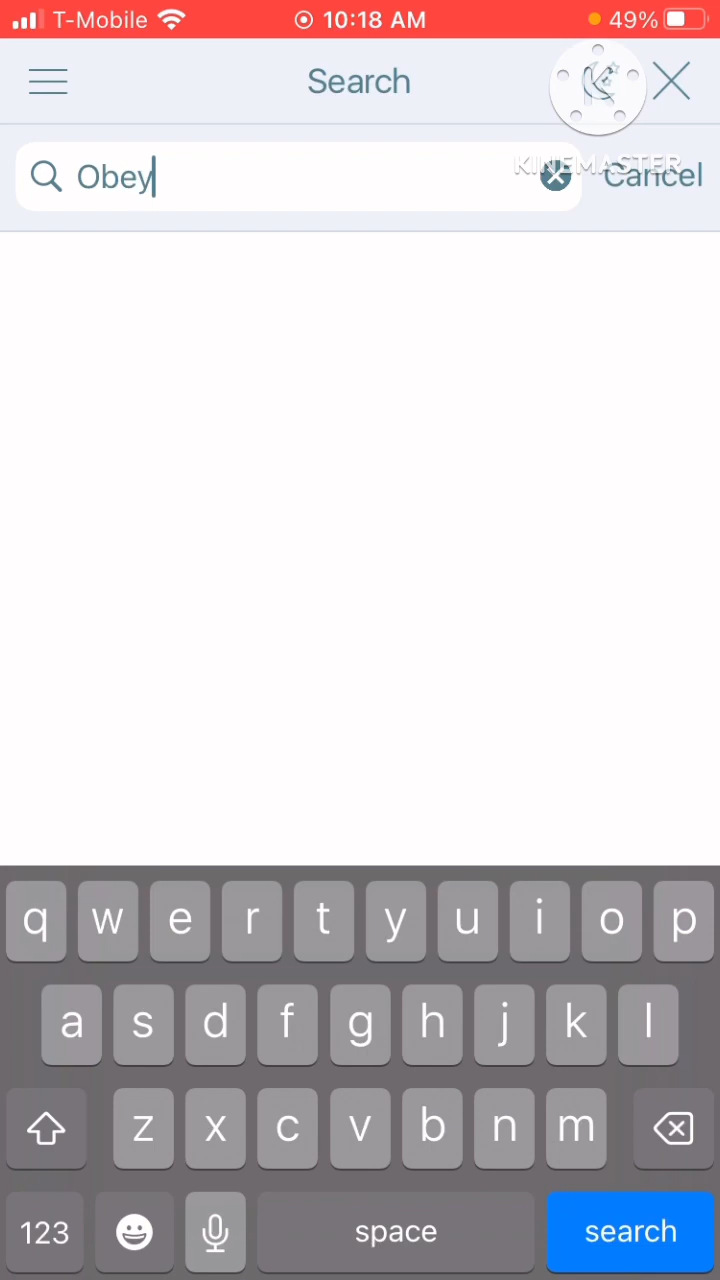 T-Mobile 10:18 AM 49%
Search
KINEMASTER
Obey Cancel
q w e r t y u i o p
a s d f g h j k l
z x c v b n m
123 space search